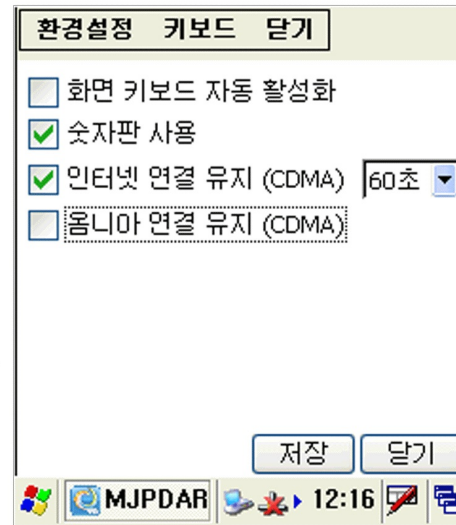 환경설정 키보드 닫기
화면 키보드 자동 활성화
숫자판 사용
인터넷 연결 유지 (CDMA) 60초
옴니아 연결 유지 (CDMA)
저장 닫기
MJPDAR 12:16